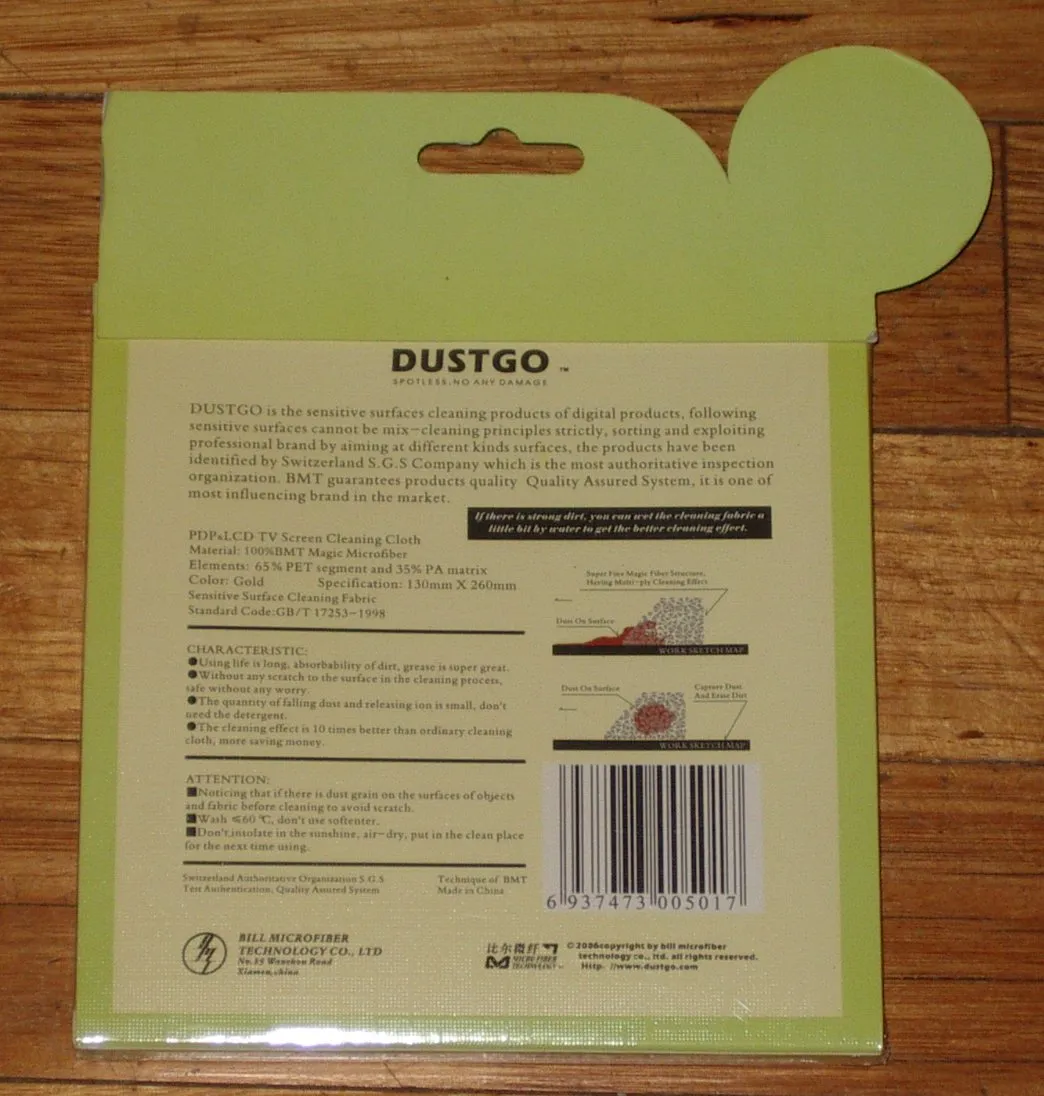 DUSTGO ™
SPOTLESS, NO ANY DAMAGE
DUSTGO is the sensitive surfaces cleaning products of digital products, following
sensitive surfaces cannot be mix-cleaning principles strictly, sorting and exploiting
professional brand by aiming at different kinds surfaces, the products have been
identified by Switzerland S.G.S Company which is the most authoritative inspection
organization. BMT guarantees products quality Quality Assured System, it is one of
most influencing brand in the market.
If there is strong dirt, you can wet the cleaning fabric a
little bit by water to get the better cleaning effect.
PDP&LCD TV Screen Cleaning Cloth
Material: 100%BMT Magic Microfiber
Elements: 65% PET segment and 35% PA matrix
Color: Gold Specification: 130mm X 260mm
Sensitive Surface Cleaning Fabric
Standard Code:GB/T 17253-1998
CHARACTERISTIC:
●Using life is long, absorbability of dirt, grease is super great.
●Without any scratch to the surface in the cleaning process,
safe without any worry.
●The quantity of falling dust and releasing ion is small, don't
need the detergent.
●The cleaning effect is 10 times better than ordinary cleaning
cloth, more saving money.
ATTENTION:
■Noticing that if there is dust grain on the surfaces of objects
and fabric before cleaning to avoid scratch.
■Wash ≤60 ℃, don't use softenter.
■Don't insolate in the sunshine, air-dry, put in the clean place
for the next time using.
Switzerland Authoritative Organization S.G.S
Test Authentication, Quality Assured System
Technique of BMT
Made in China
Super Fine Magic Fiber Structure,
Having Multi-ply Cleaning Effect
Dust On Surface
WORK SKETCH MAP
Dust On Surface
Capture Dust
And Erase Dirt
WORK SKETCH MAP
6 937473 005017
BILL MICROFIBER
TECHNOLOGY CO., LTD
No.35 Wenzhou Road
Xiamen,china
比尔微纤
MICRO FIBER
TECHNOLOGY
©2006copyright by bill microfiber
technology co., ltd. all rights reserved.
Http: //www.dustgo.com